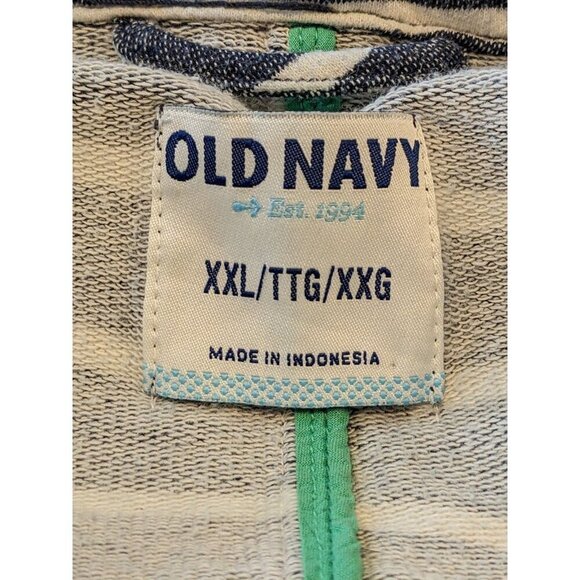 OLD NAVY
Est. 1994
XXL/TTG/XXG
MADE IN INDONESIA